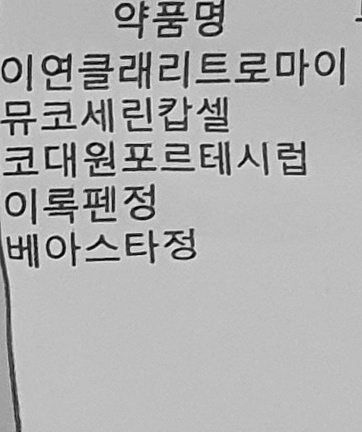 약품명
이연클래리트로마이
뮤코세린캅셀
코대원포르테시럽
이록펜정
베아스타정